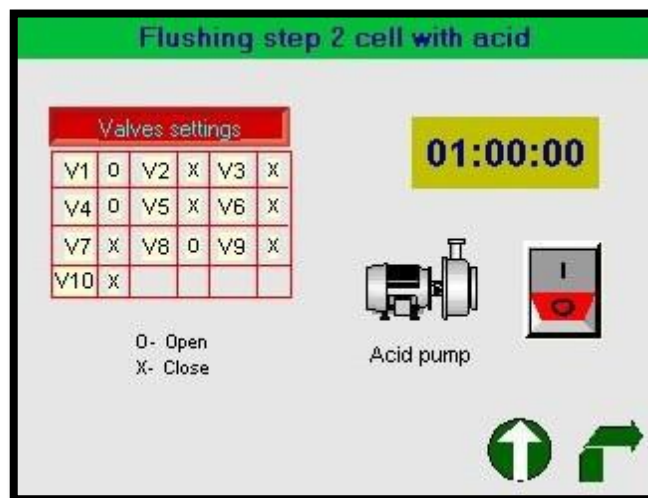 Flushing step 2 cell with acid
Valves settings
V1 O V2 X V3 X
V4 O V5 X V6 X
V7 X V8 O V9 X
V10 X
O- Open
X- Close
01:00:00
Acid pump
I
O